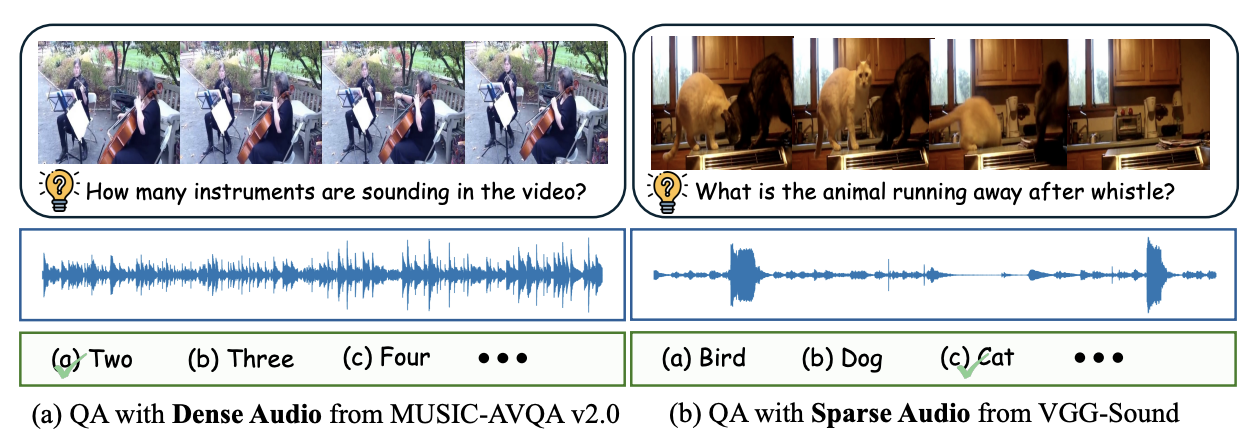 How many instruments are sounding in the video?
What is the animal running away after whistle?
(a) Two (b) Three (c) Four •••
(a) Bird (b) Dog (c) Cat •••
(a) QA with Dense Audio from MUSIC-AVQA v2.0
(b) QA with Sparse Audio from VGG-Sound